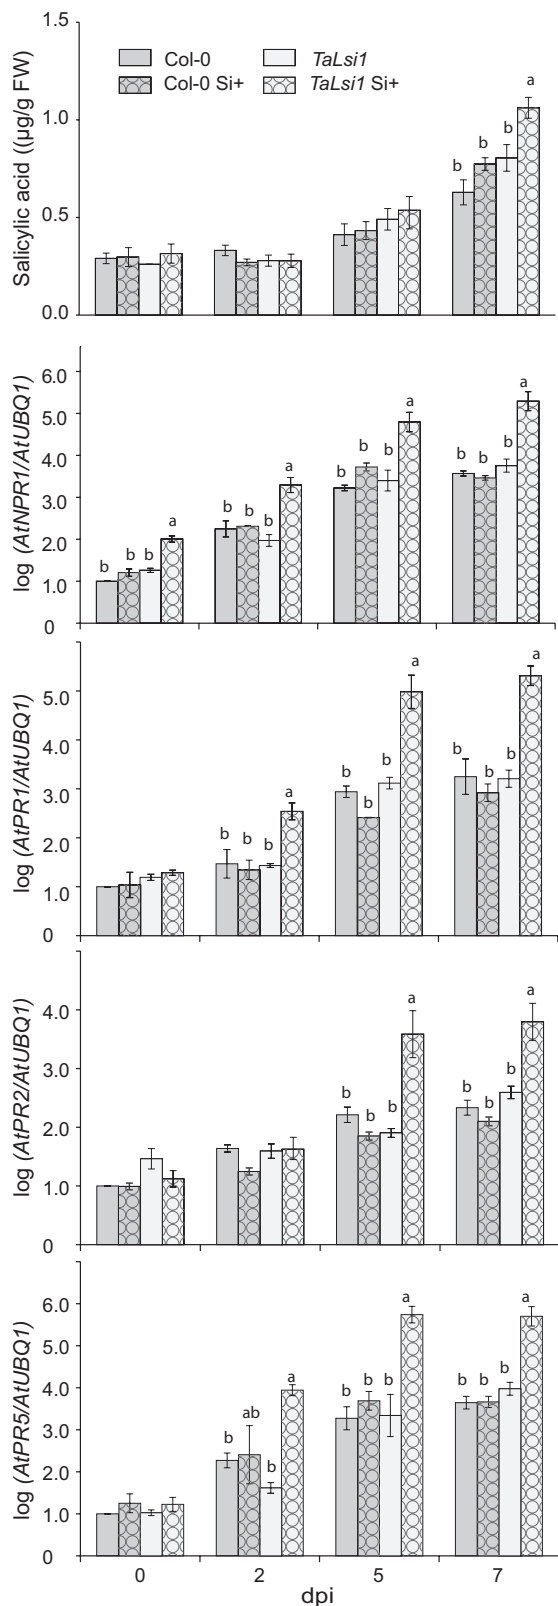 1.5
Col-0
TaLsi1
Col-0 Si+
TaLsi1 Si+
Salicylic acid ((µg/g FW)
a
1.0
b b b
0.5
0.0
log (AtNPR1/AtUBQ1)
6.0
a
5.0
a
b b b
4.0
b b b
a
3.0
b b b
a
2.0
b b b
1.0
0
log (AtPR1/AtUBQ1)
a
a
5.0
4.0
b b b
b b b
a
3.0
b b b
2.0
1.0
0
log (AtPR2/AtUBQ1)
a
a
4.0
3.0
b b b
b b b
2.0
1.0
0
log (AtPR5/AtUBQ1)
a
a
6.0
5.0
a
4.0
b b b
b b b
ab
3.0
b b
2.0
1.0
0
0 2 5 7
dpi